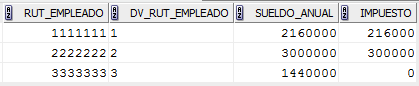 RUT_EMPLEADO DV_RUT_EMPLEADO SUELDO_ANUAL IMPUESTO
1111111 1 2160000 216000
2222222 2 3000000 300000
3333333 3 1440000 0